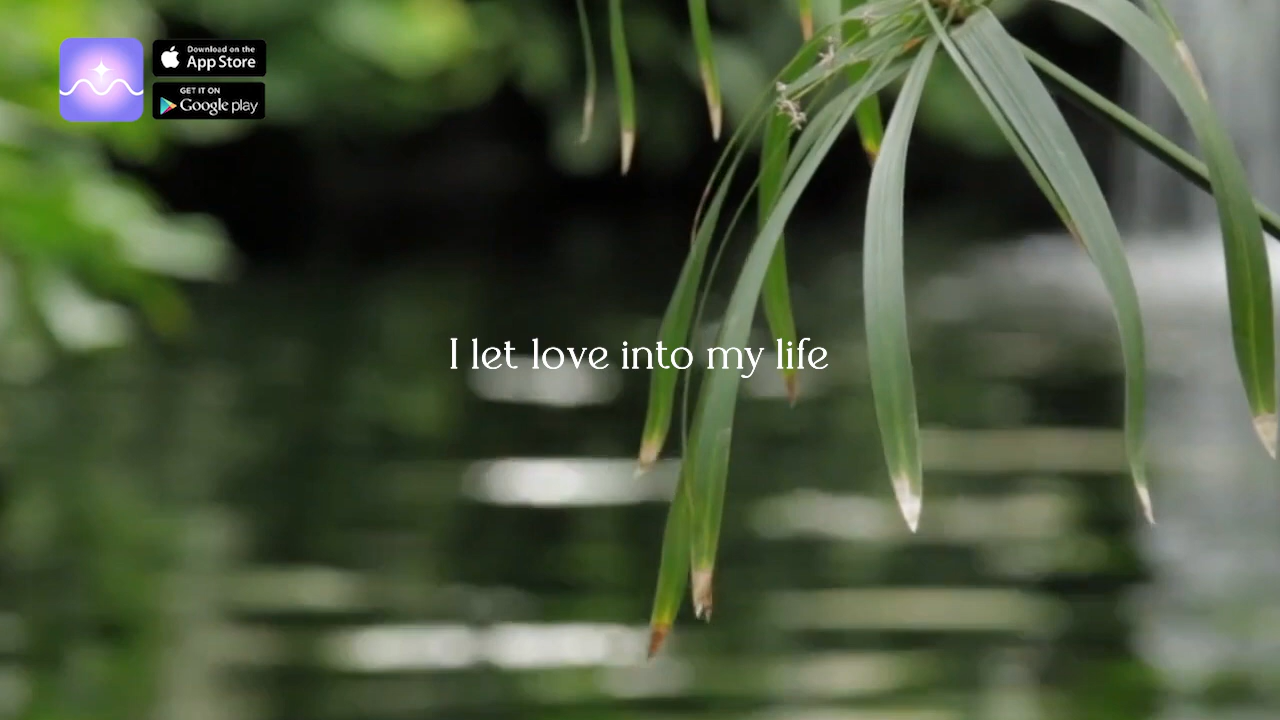 Download on the
App Store
GET IT ON
Google play
I let love into my life